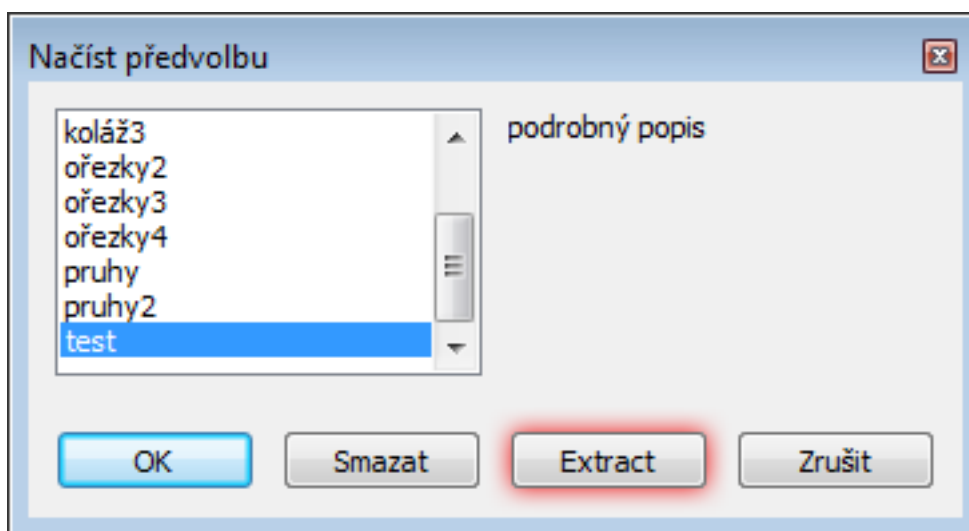 Načíst předvolbu
koláž3
ořezky2
ořezky3
ořezky4
pruhy
pruhy2
test
podrobný popis
OK
Smazat
Extract
Zrušit